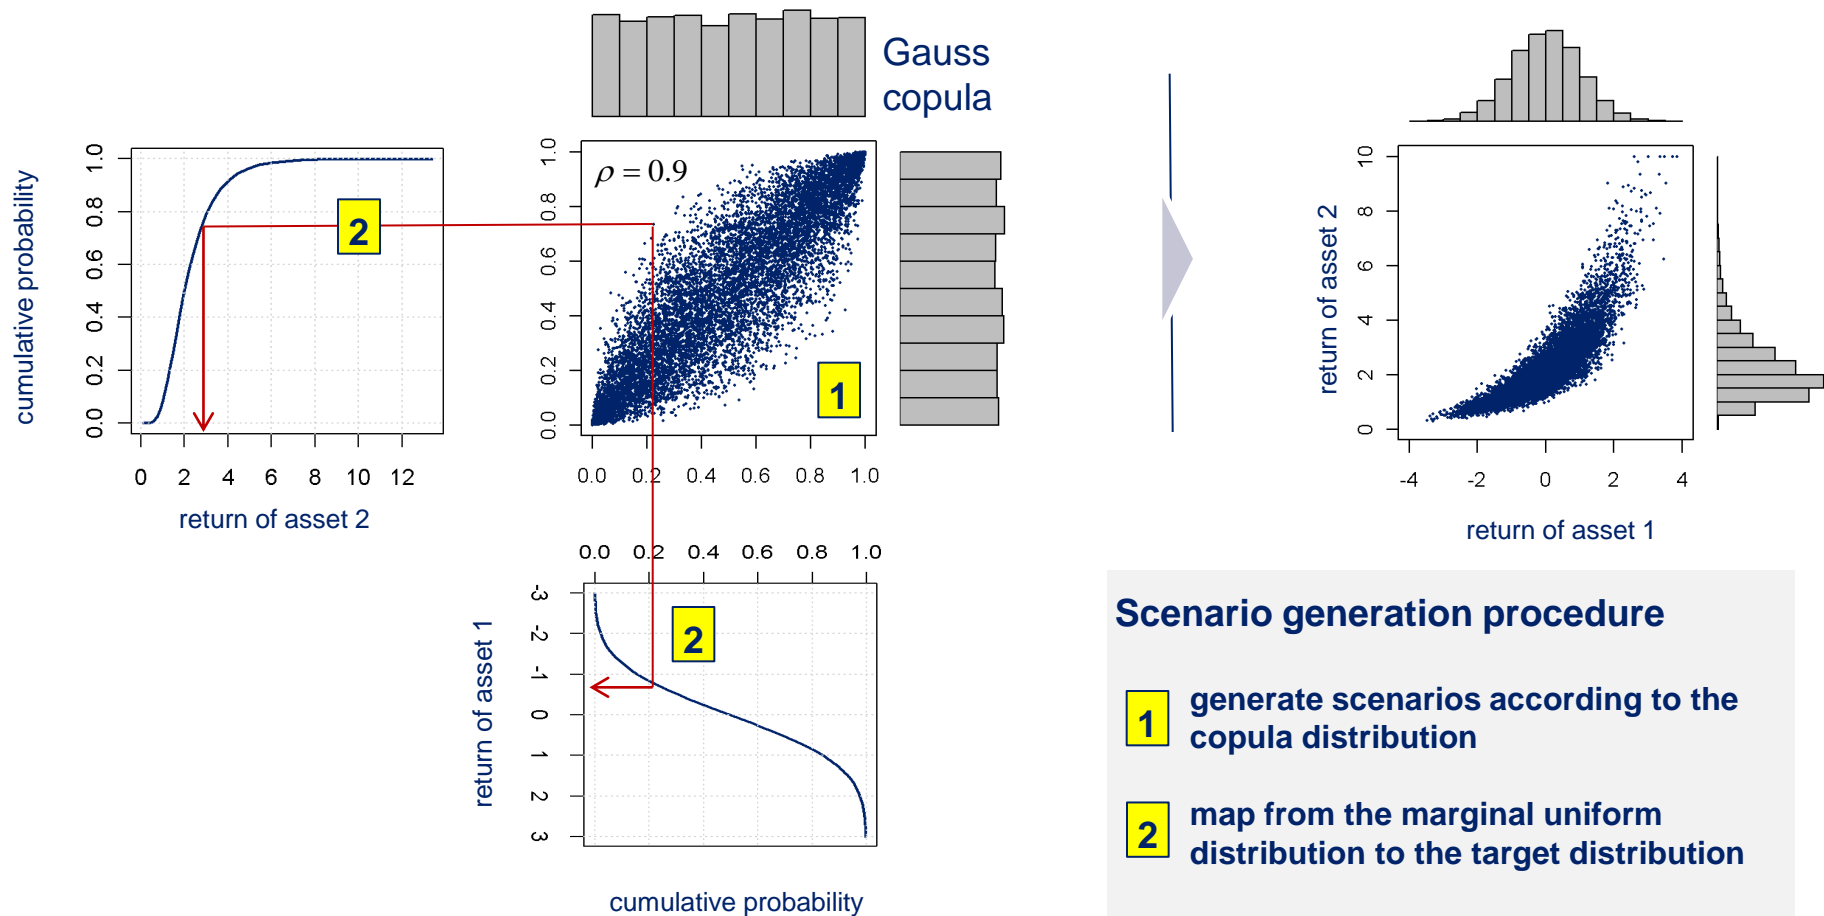 Gauss
copula
cumulative probability
1.0
0.8
0.6
0.4
0.2
0.0
0 2 4 6 8 10 12
return of asset 2
2
ρ = 0.9
1.0
0.8
0.6
0.4
0.2
0.0
1
0.0 0.2 0.4 0.6 0.8 1.0
0.0 0.2 0.4 0.6 0.8 1.0
return of asset 1
-3
-2
-1
0
1
2
3
2
cumulative probability
return of asset 2
10
8
6
4
2
0
-4 -2 0 2 4
return of asset 1
Scenario generation procedure
1 generate scenarios according to the
copula distribution
2 map from the marginal uniform
distribution to the target distribution